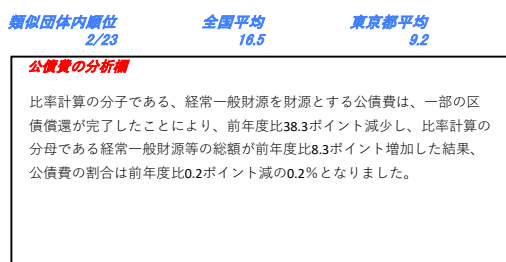 類似団体内順位 全国平均 東京都平均
2/23 16.5 9.2
公債費の分析欄
比率計算の分子である、経常一般財源を財源とする公債費は、一部の区
債償還が完了したことにより、前年度比38.3ポイント減少し、比率計算の
分母である経常一般財源等の総額が前年度比8.3ポイント増加した結果、
公債費の割合は前年度比0.2ポイント減の0.2%となりました。